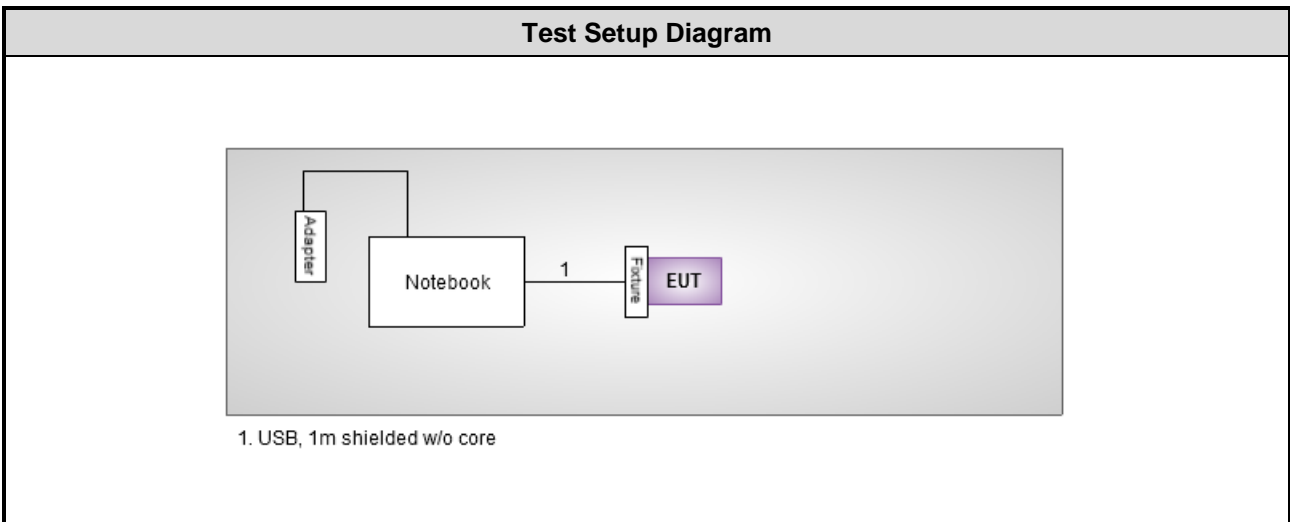 Test Setup Diagram
Adapter
Notebook
1
Fixture
EUT
1. USB, 1m shielded w/o core